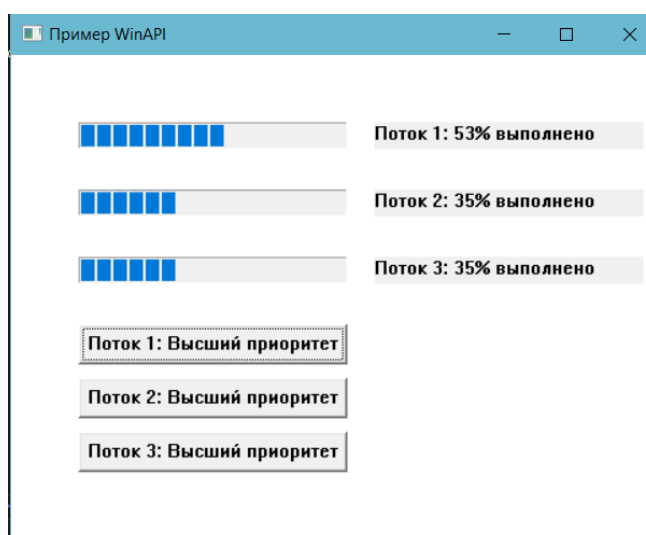 Пример WinAPI
Поток 1: 53% выполнено
Поток 2: 35% выполнено
Поток 3: 35% выполнено
Поток 1: Высший приоритет
Поток 2: Высший приоритет
Поток 3: Высший приоритет